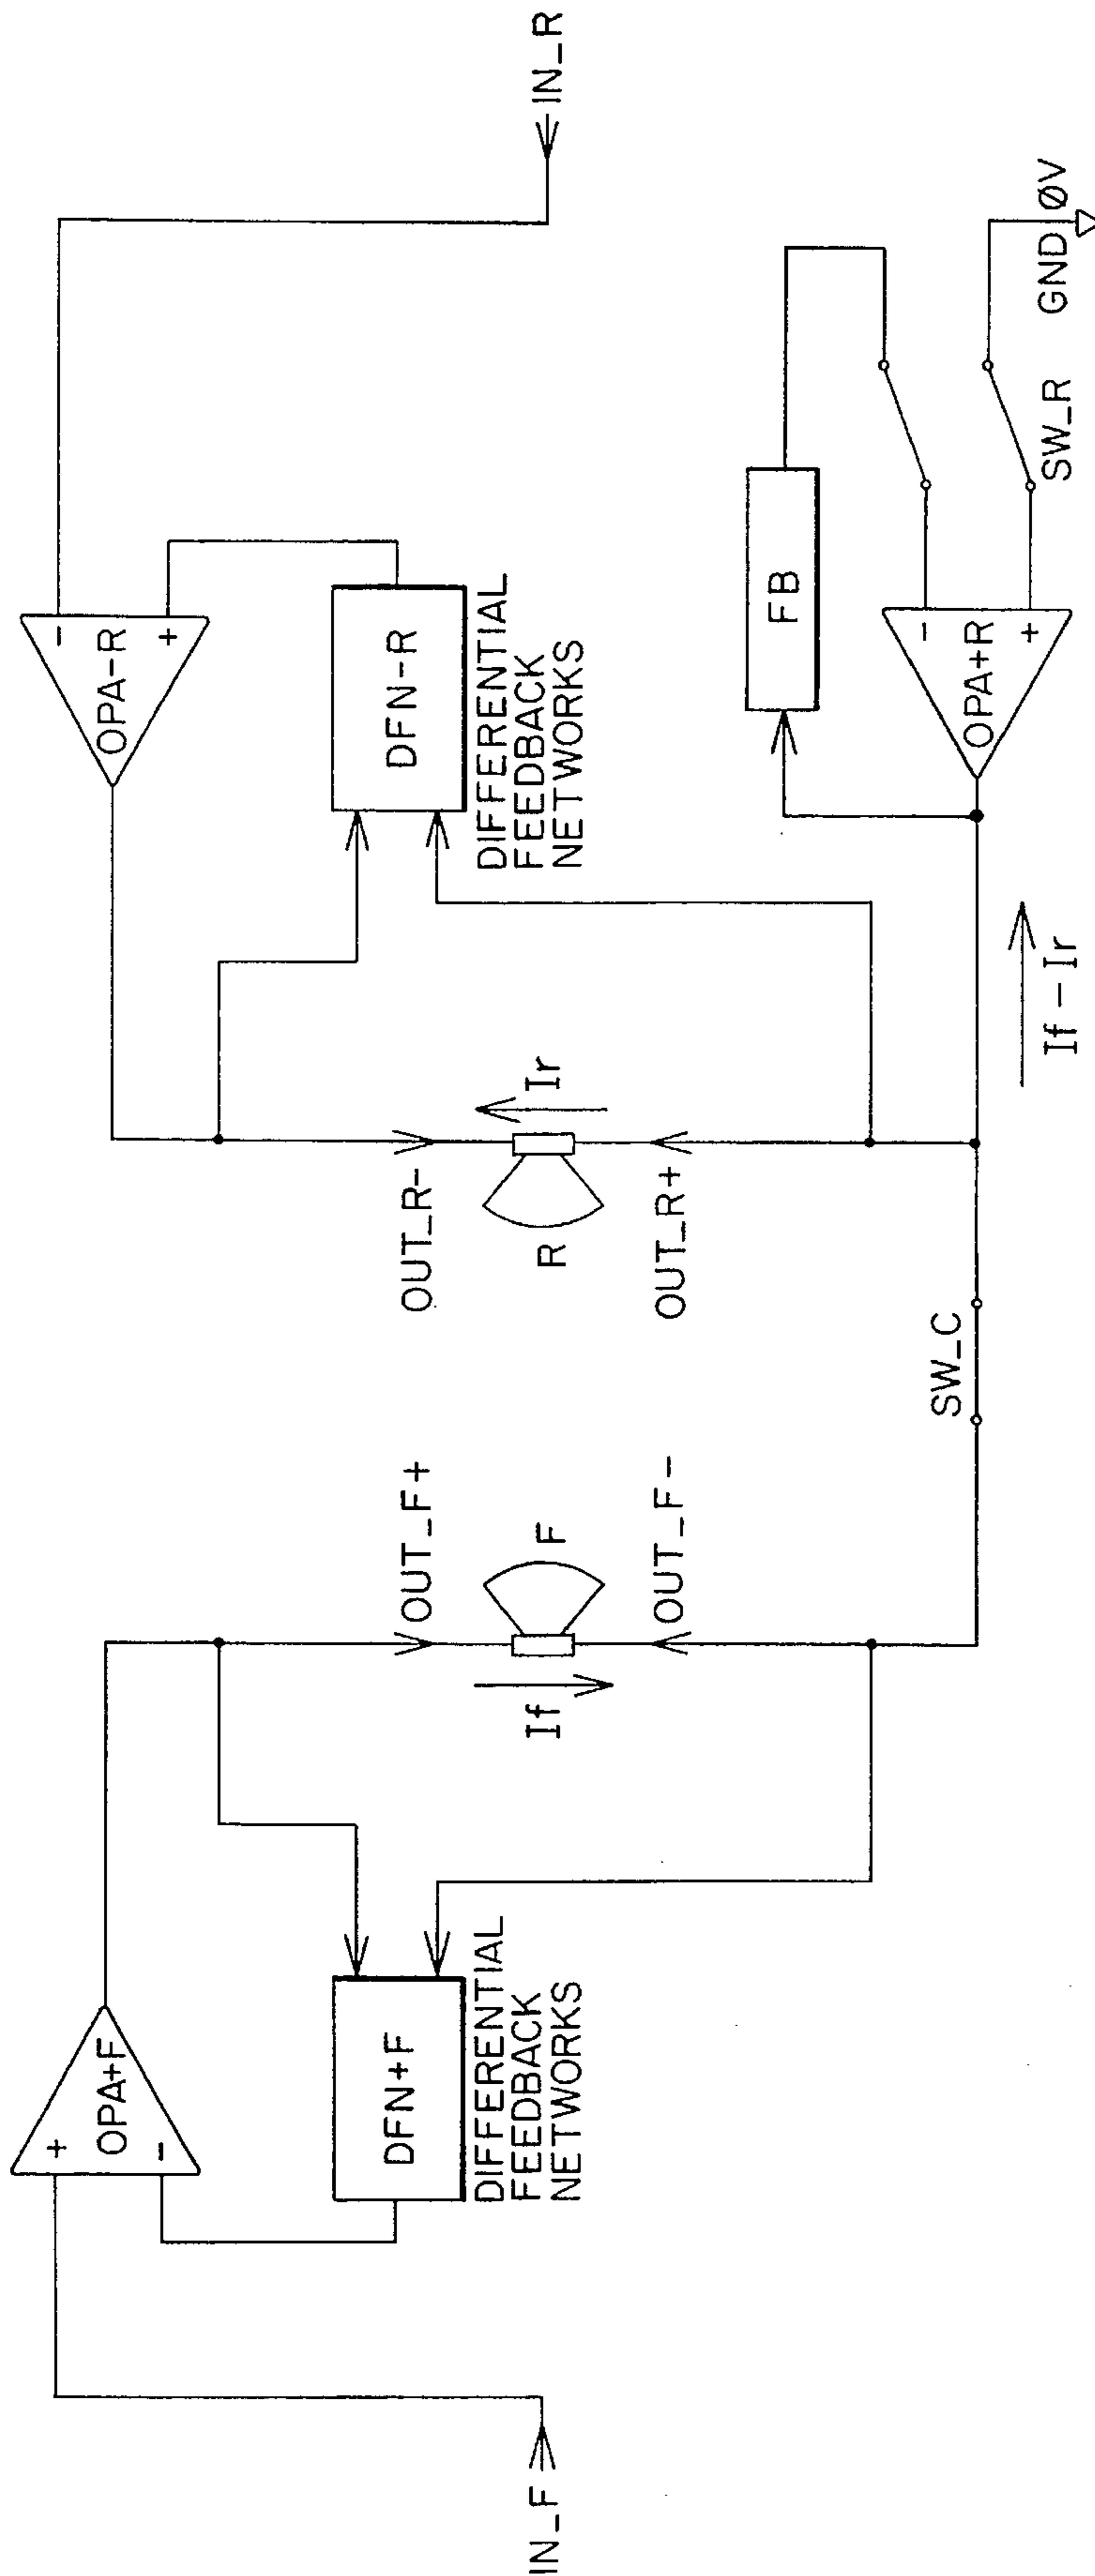 IN_F
+
OPA+F
-
DFN+F
DIFFERENTIAL
FEEDBACK
NETWORKS
OUT_F+
If
F
OUT_F-
SW_C
OUT_R-
R
Ir
OUT_R+
If - Ir
OPA-R
-
+
DFN-R
DIFFERENTIAL
FEEDBACK
NETWORKS
FB
OPA+R
-
+
SW_R
GND ØV
IN_R